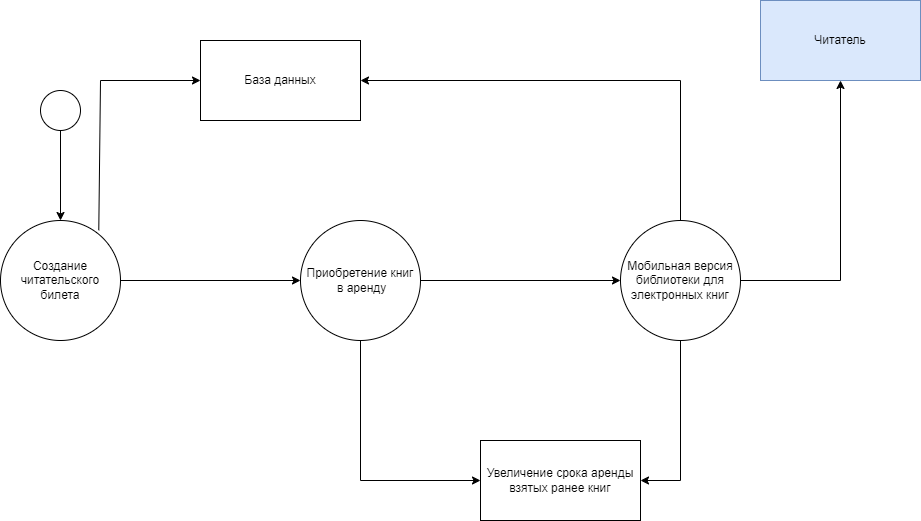 Читатель
База данных
Создание
читательского
билета
Приобретение книг
в аренду
Мобильная версия
библиотеки для
электронных книг
Увеличение срока аренды
взятых ранее книг